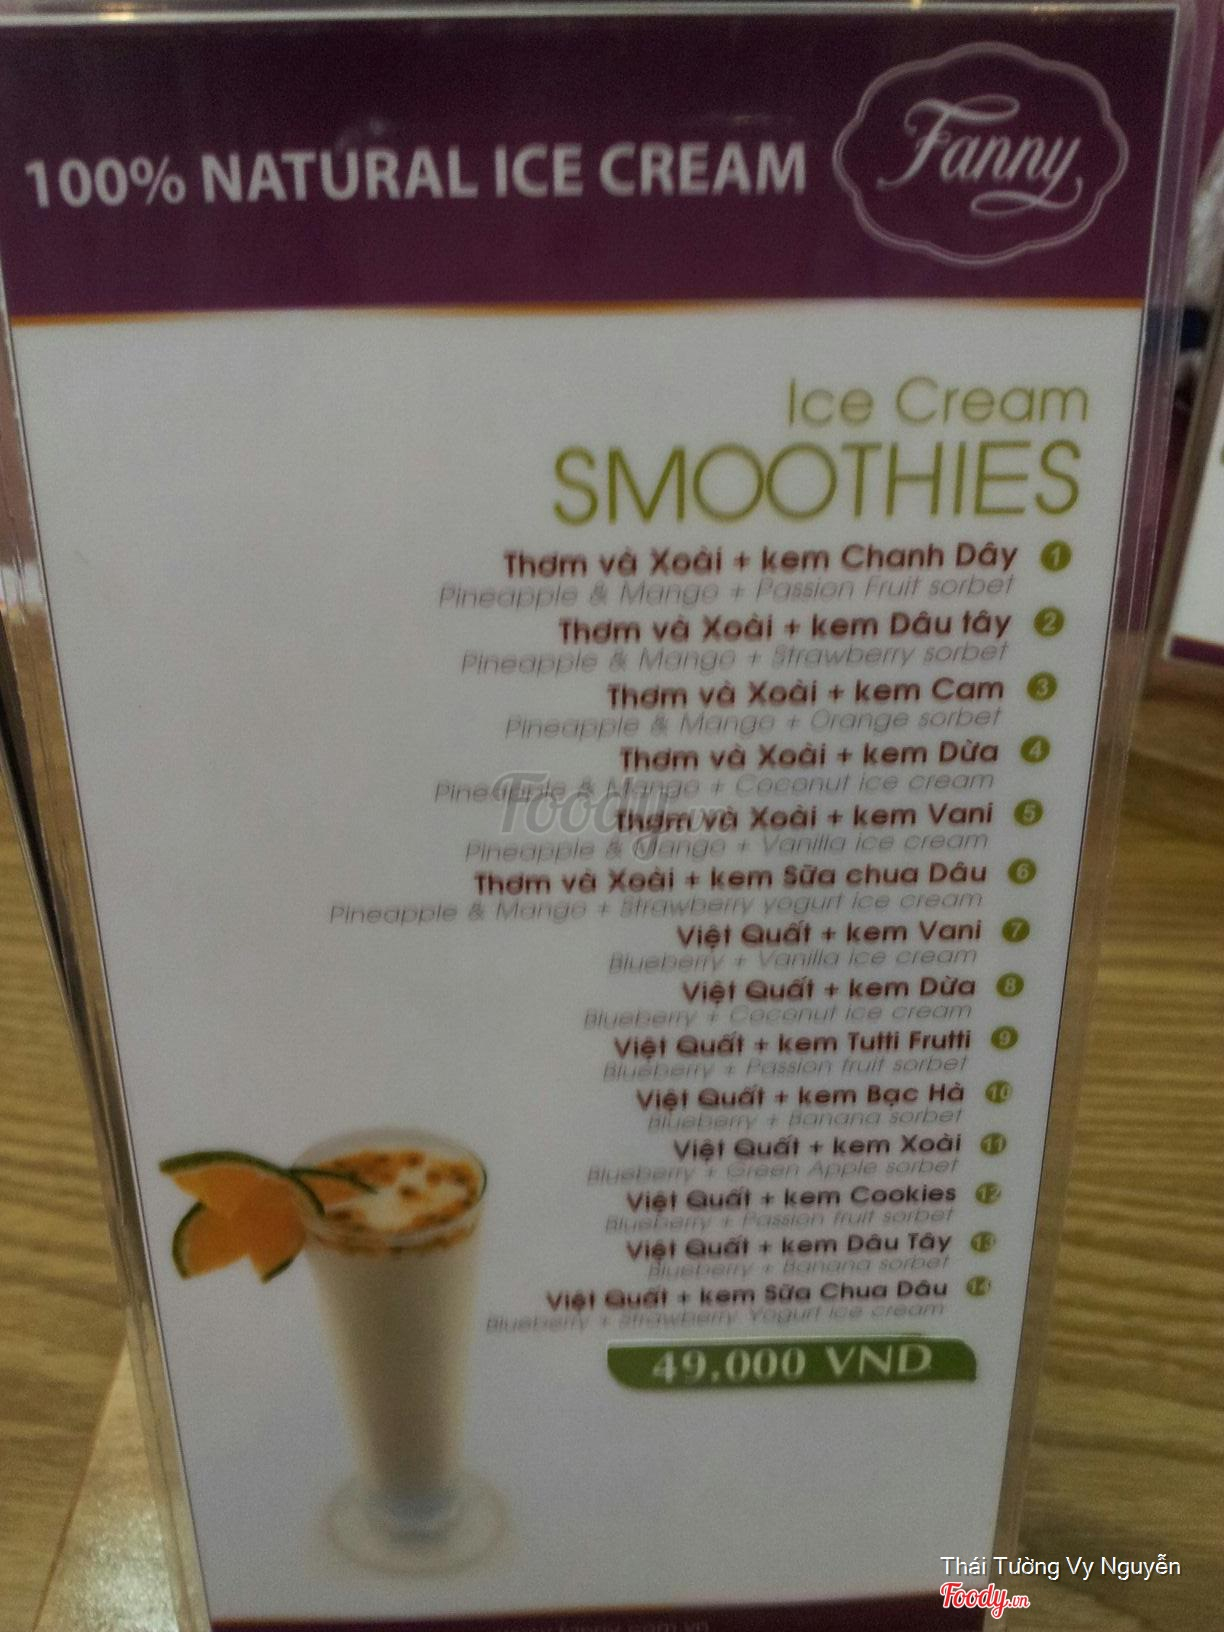 100% NATURAL ICE CREAM
Fanny
Ice Cream
SMOOTHIES
Thơm và Xoài + kem Chanh Dây 1
Pineapple & Mango + Passion Fruit sorbet
Thơm và Xoài + kem Dâu tây 2
Pineapple & Mango + Strawberry sorbet
Thơm và Xoài + kem Cam 3
Pineapple & Mango + Orange sorbet
Thơm và Xoài + kem Dừa 4
Pineapple & Mango + Coconut ice cream
Foody.vn
Thơm và Xoài + kem Vani 5
Pineapple & Mango + Vanilla ice cream
Thơm và Xoài + kem Sữa chua Dâu 6
Pineapple & Mango + Strawberry yogurt ice cream
Việt Quất + kem Vani 7
Blueberry + Vanilla ice cream
Việt Quất + kem Dừa 8
Blueberry + Coconut ice cream
Việt Quất + kem Tutti Frutti 9
Blueberry + Passion fruit sorbet
Việt Quất + kem Bạc Hà 10
Blueberry + Banana sorbet
Việt Quất + kem Xoài 11
Blueberry + Green Apple sorbet
Việt Quất + kem Cookies 12
Blueberry + Passion fruit sorbet
Việt Quất + kem Dâu Tây 13
Blueberry + Banana sorbet
Việt Quất + kem Sữa Chua Dâu 14
Blueberry + Strawberry Yogurt ice cream
49,000 VND
Thái Tường Vy Nguyễn
Foody.vn